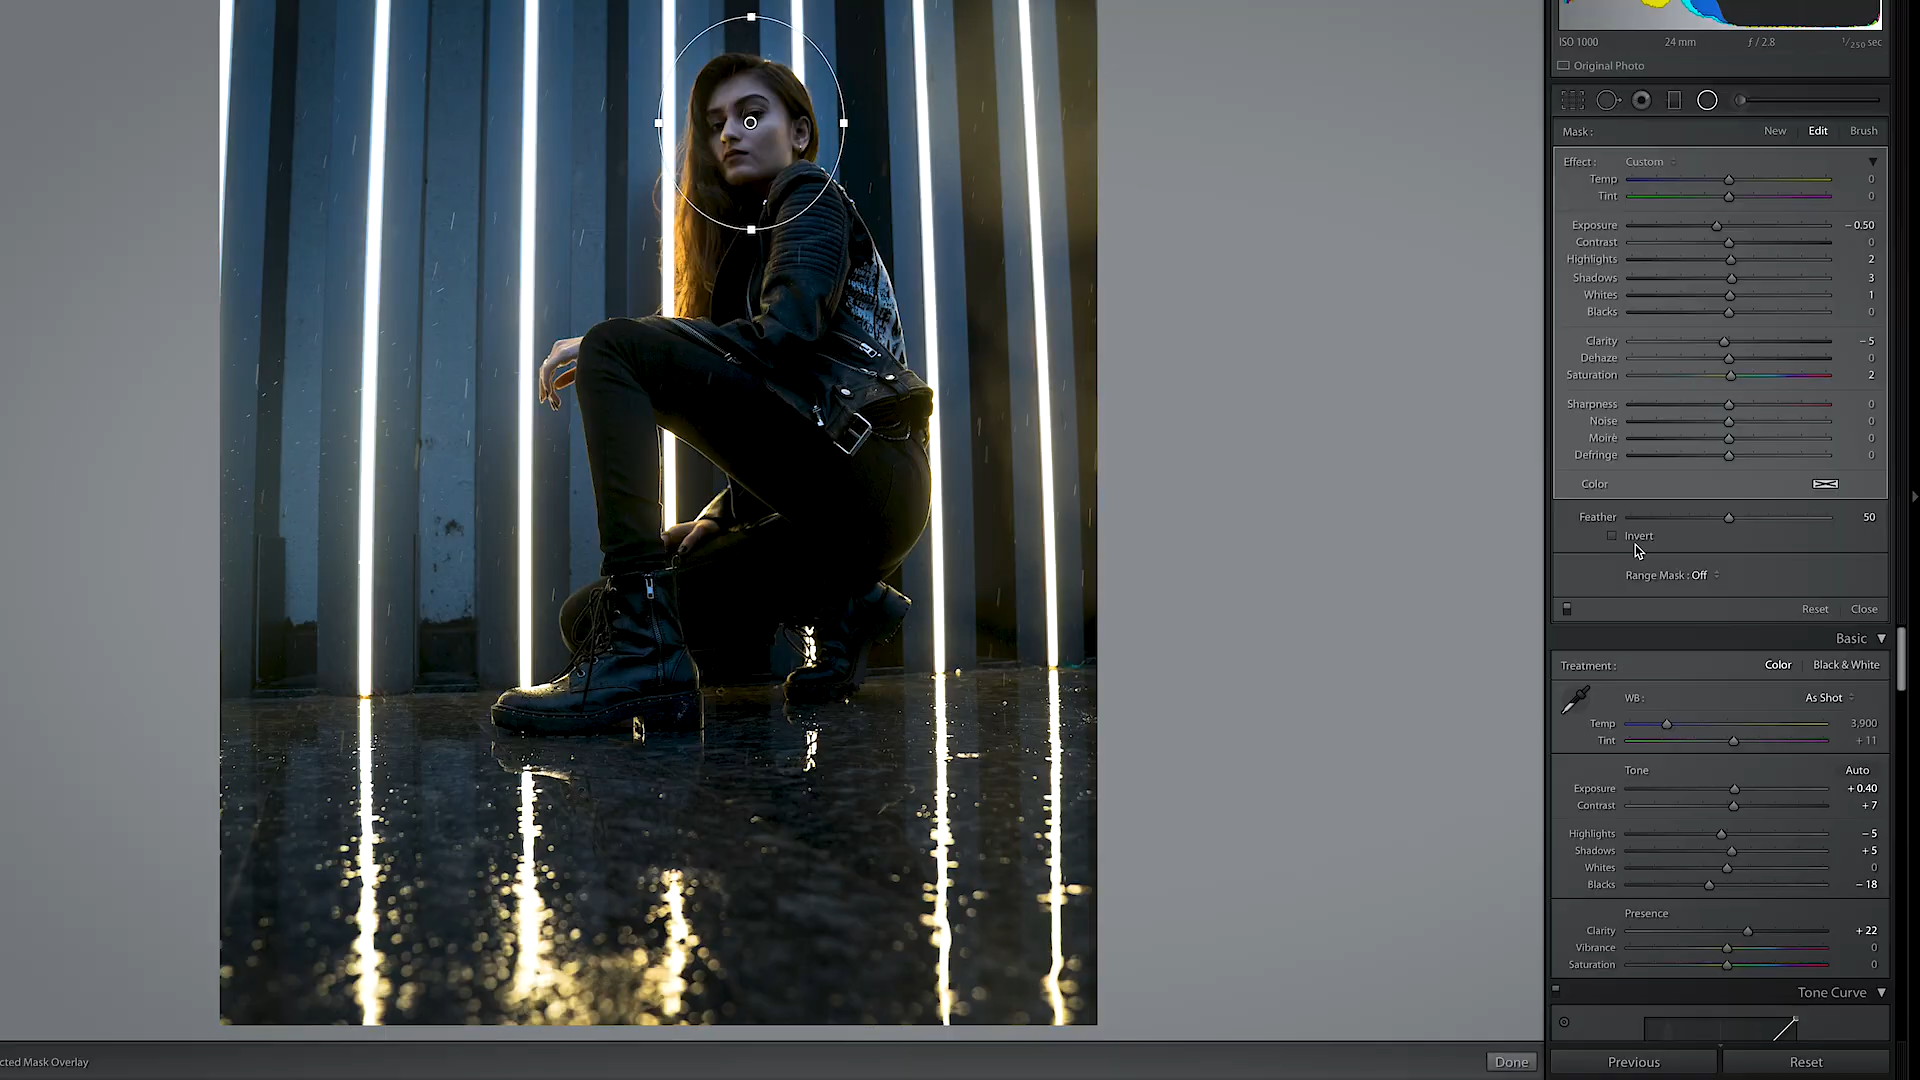 ISO 1000 24 mm ƒ / 2.8 1/250 sec
Original Photo
Mask : New Edit Brush
Effect : Custom
Temp 0
Tint 0
Exposure – 0.50
Contrast 0
Highlights 2
Shadows 3
Whites 1
Blacks 0
Clarity – 5
Dehaze 0
Saturation 2
Sharpness 0
Noise 0
Moiré 0
Defringe 0
Color
Feather 50
Invert
Range Mask : Off
Reset Close
Basic
Treatment : Color Black & White
WB : As Shot
Temp 3,900
Tint + 11
Tone Auto
Exposure + 0.40
Contrast + 7
Highlights – 5
Shadows + 5
Whites 0
Blacks – 18
Presence
Clarity + 22
Vibrance 0
Saturation 0
Tone Curve
cted Mask Overlay Done Previous Reset